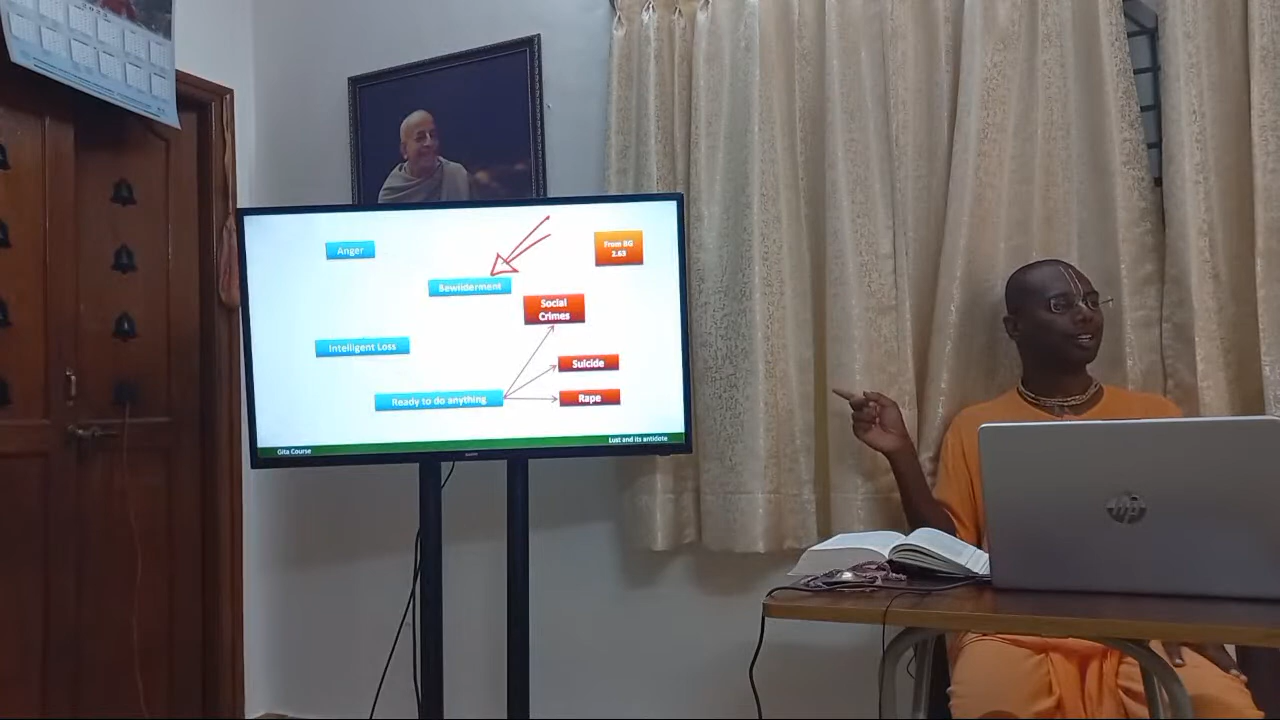 Anger
From BG
2.63
Bewilderment
Social
Crimes
Intelligent Loss
Suicide
Ready to do anything
Rape
Gita Course
Lust and its antidote
hp